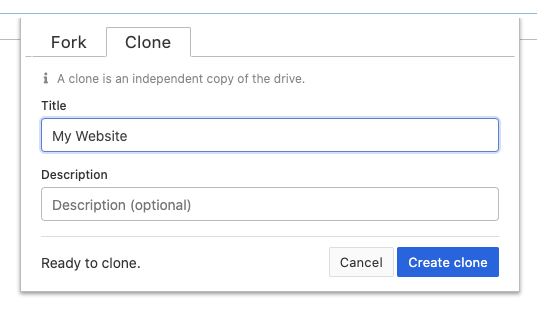 Fork Clone
A clone is an independent copy of the drive.
Title
My Website
Description
Description (optional)
Ready to clone. Cancel Create clone